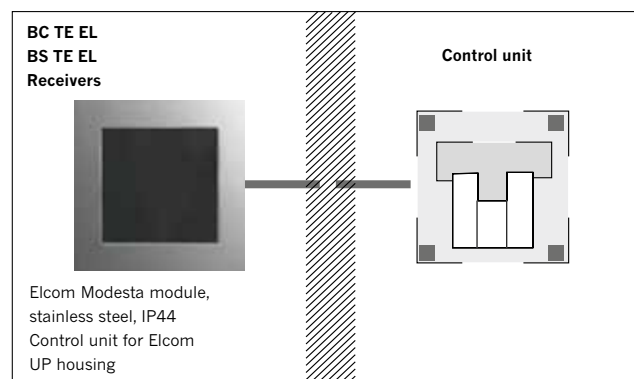 BC TE EL
BS TE EL
Receivers
Control unit
Elcom Modesta module,
stainless steel, IP44
Control unit for Elcom
UP housing